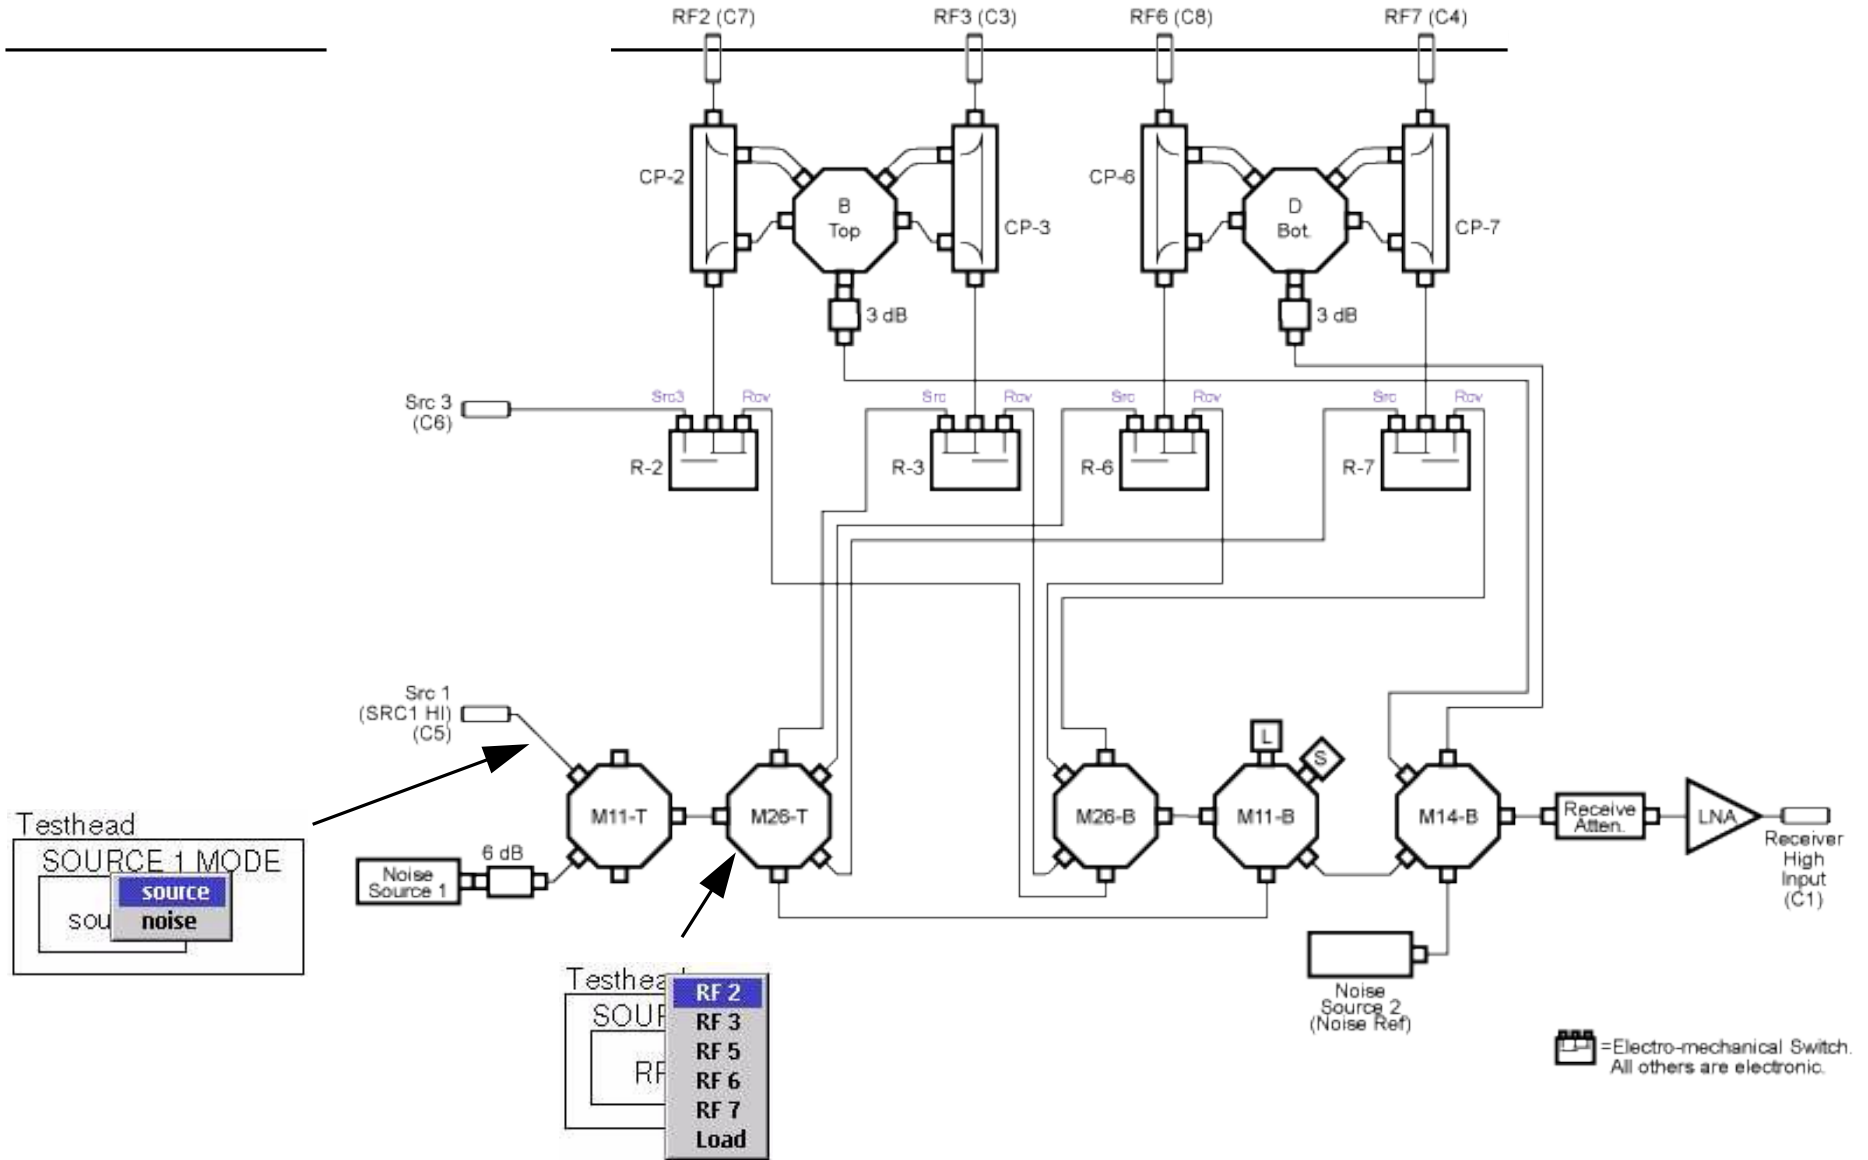 RF2 (C7)
RF3 (C3)
RF6 (C8)
RF7 (C4)
CP-2
B
Top
CP-3
CP-6
D
Bot.
CP-7
3 dB
3 dB
Src 3
(C6)
Src3
Rcv
Src
Rcv
Src
Rcv
Src
Rcv
R-2
R-3
R-6
R-7
Src 1
(SRC1 HI)
(C5)
L
S
M11-T
M26-T
M26-B
M11-B
M14-B
Receive
Atten.
LNA
Receiver
High
Input
(C1)
6 dB
Noise
Source 1
Testhead
SOURCE 1 MODE
sou
source
noise
Testhea
SOUR
RF
RF 2
RF 3
RF 5
RF 6
RF 7
Load
Noise
Source 2
(Noise Ref)
=Electro-mechanical Switch.
All others are electronic.